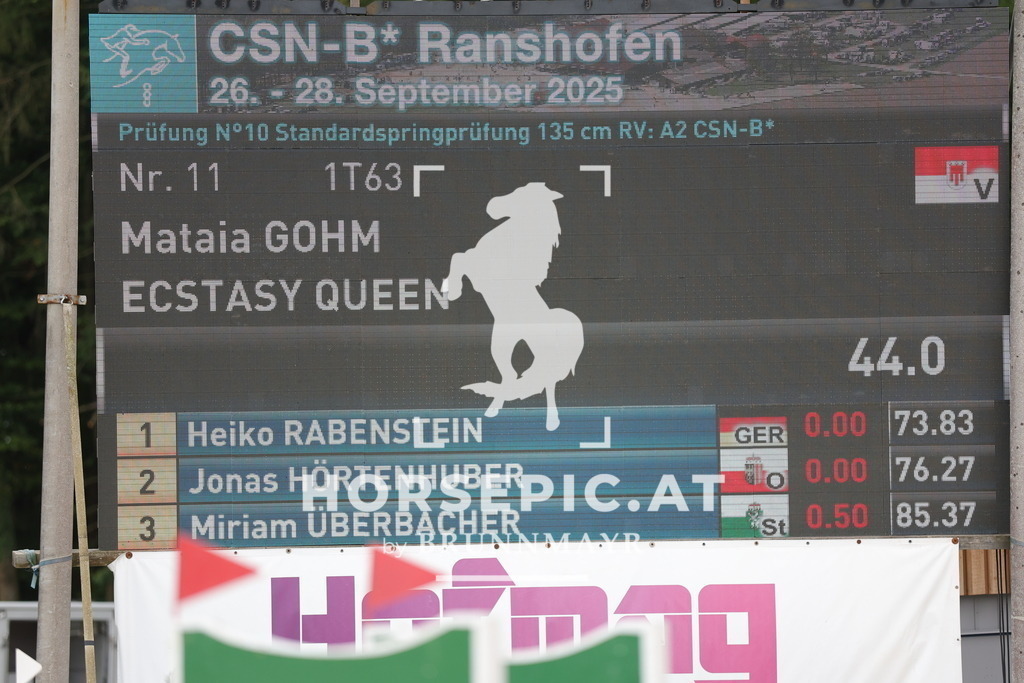 CSN-B* Ranshofen
26. - 28. September 2025
Prüfung N°10 Standardspringprüfung 135 cm RV: A2 CSN-B*
Nr. 11 1T63
V
Mataia GOHM
ECSTASY QUEEN
44.0
1 Heiko RABENSTEIN GER 0.00 73.83
2 Jonas HÖRTENHUBER O 0.00 76.27
3 Miriam ÜBERBACHER St 0.50 85.37
HORSEPIC.AT
by BRUNNMAYR